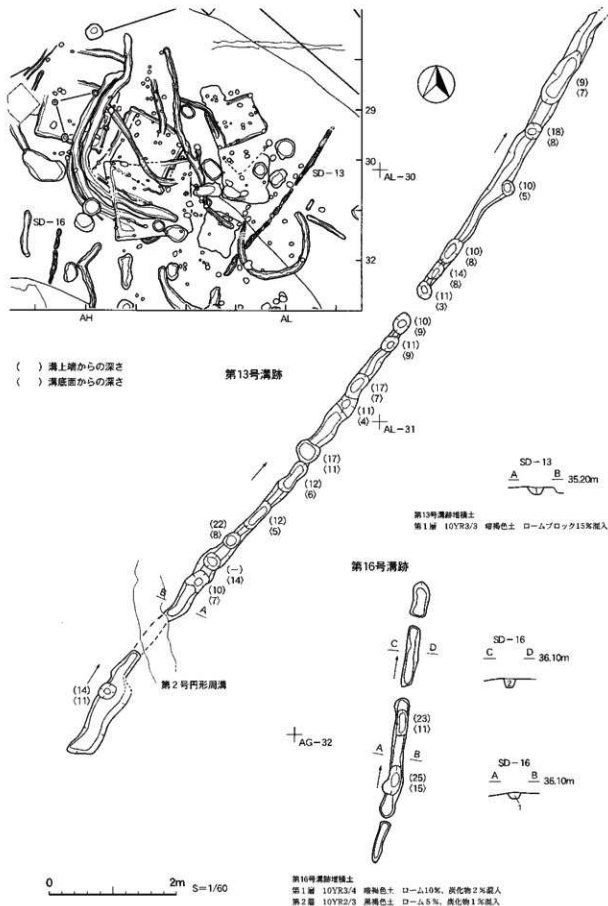 29
30
32
SD-13
SD-16
AH
AL
AL-30
( ) 溝上端からの深さ
( ) 溝底面からの深さ
第13号溝跡
(9)
(7)
(18)
(8)
(10)
(5)
(10)
(8)
(14)
(8)
(11)
(3)
(10)
(9)
(11)
(9)
(17)
(7)
(11)
(4)
AL-31
(17)
(11)
(12)
(6)
(12)
(5)
(22)
(8)
(-)
(14)
(10)
(7)
B
A
(14)
(11)
第2号円形周溝
SD-13
A B 35.20m
第13号溝跡堆積土
第1層 10YR3/3 暗褐色土 ロームブロック15%混入
第16号溝跡
C D
(23)
(11)
A B
(25)
(15)
SD-16
C D 36.10m
2
SD-16
A B 36.10m
1
AG-32
0 2m S=1/60
第16号溝跡堆積土
第1層 10YR3/4 暗褐色土 ローム10%、炭化物2%混入
第2層 10YR2/3 黒褐色土 ローム5%、炭化物1%混入